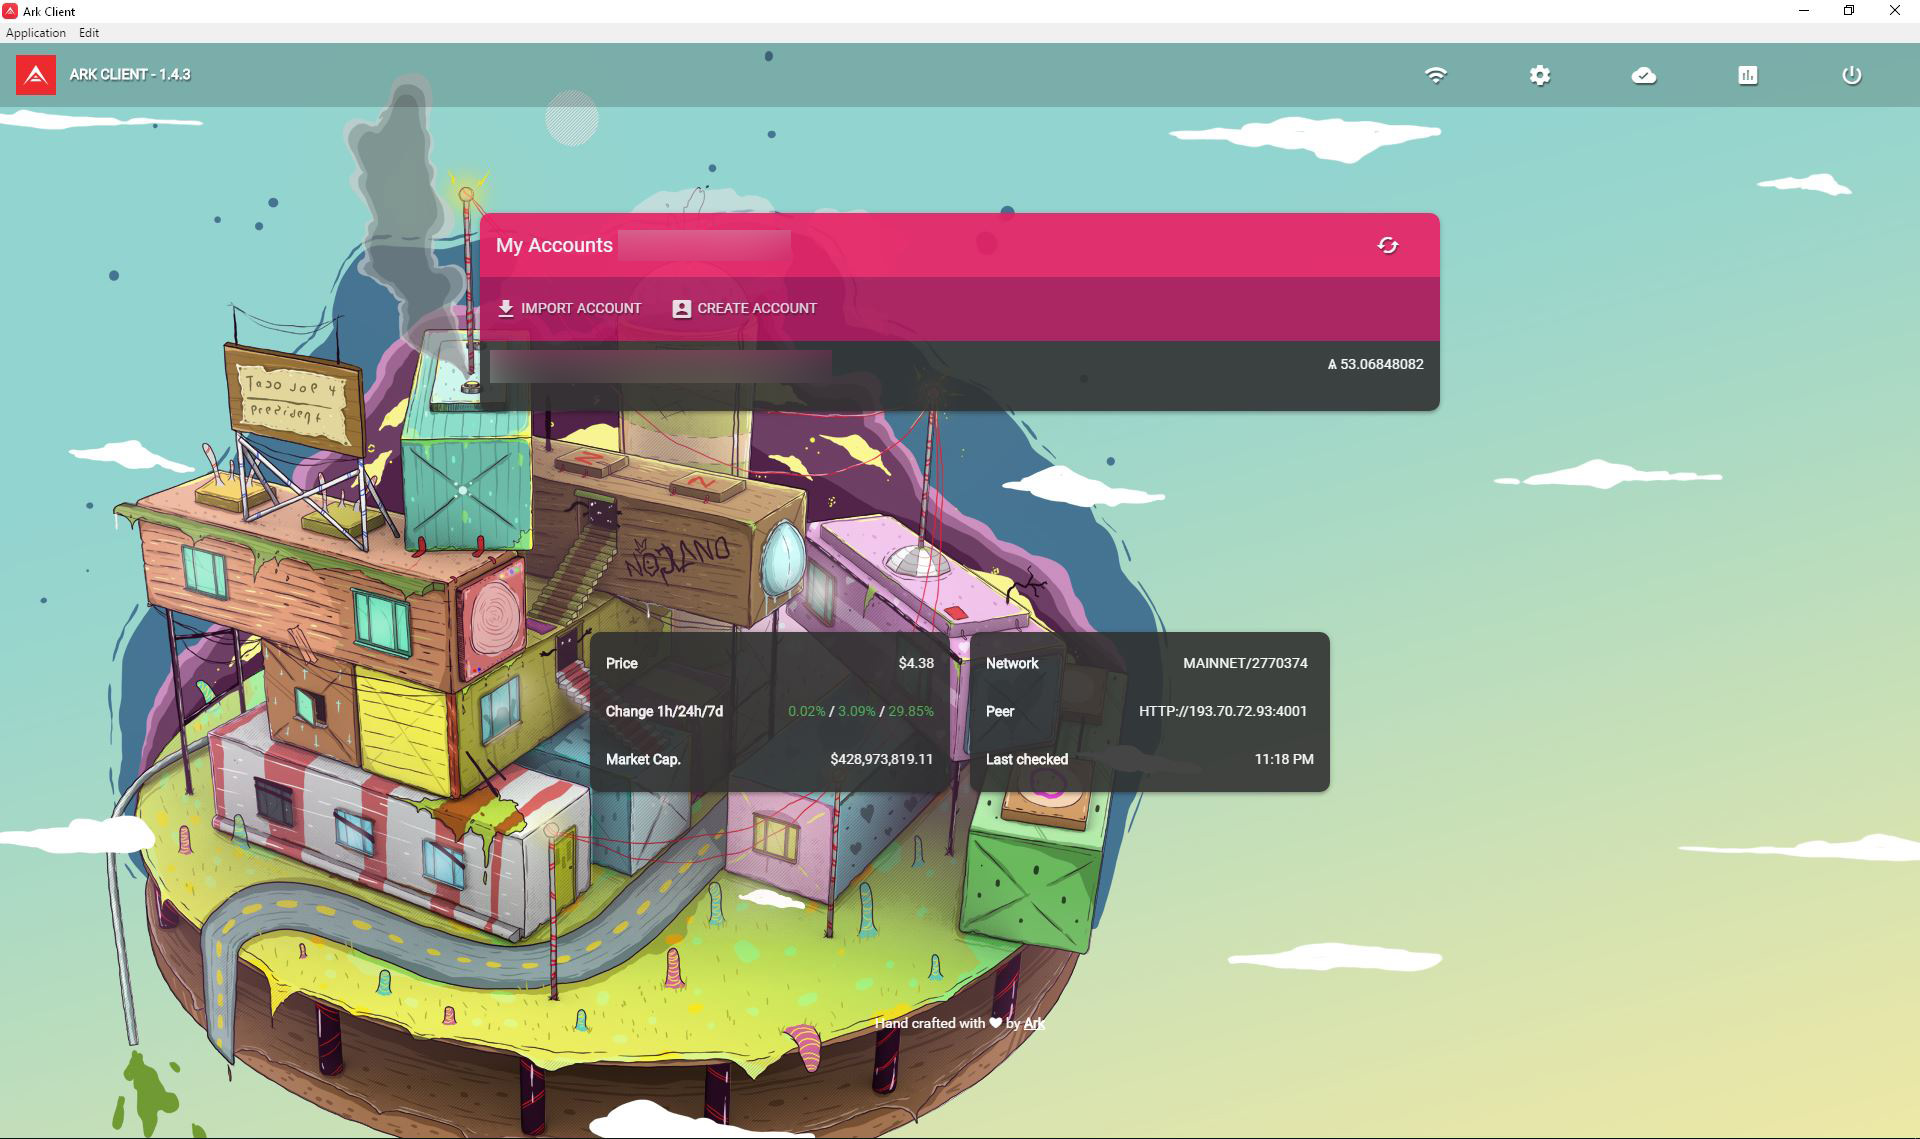 Ark Client
Application Edit
ARK CLIENT - 1.4.3
My Accounts
IMPORT ACCOUNT CREATE ACCOUNT
Ѧ 53.06848082
Taco Joe 4
President
NOLAND
Price $4.38
Change 1h/24h/7d 0.02% / 3.09% / 29.85%
Market Cap. $428,973,819.11
Network MAINNET/2770374
Peer HTTP://193.70.72.93:4001
Last checked 11:18 PM
Hand crafted with ♥ by Ark